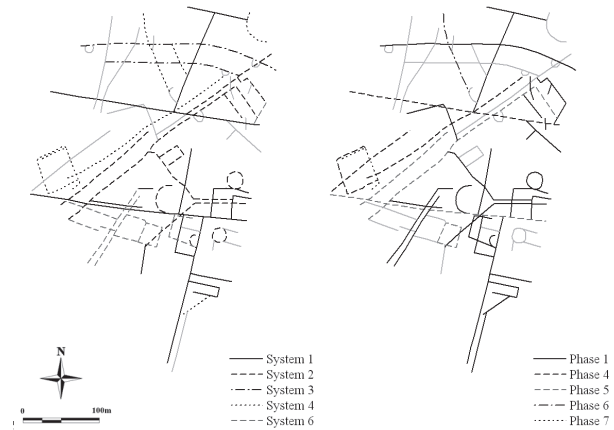 System 1
System 2
System 3
System 4
System 6
Phase 1
Phase 4
Phase 5
Phase 6
Phase 7
N
0 100m